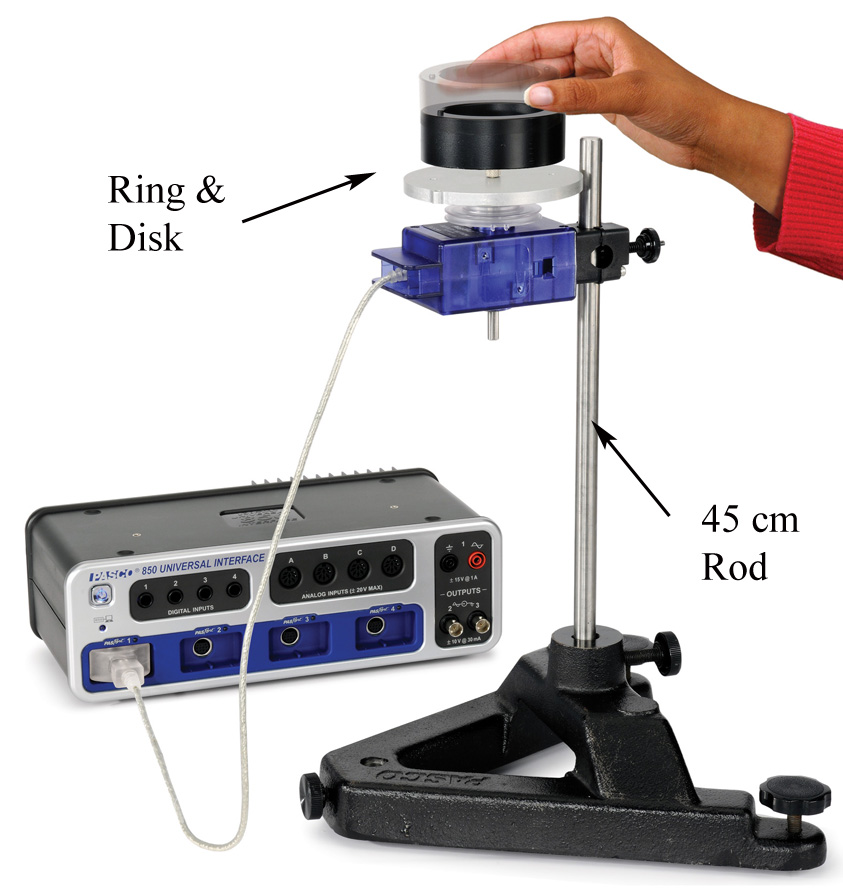 Ring &
Disk
45 cm
Rod
PASCO® 850 UNIVERSAL INTERFACE
1 2 3 4
DIGITAL INPUTS
A B C D
ANALOG INPUTS (± 20V MAX)
1
± 15V @ 1A
OUTPUTS
2 3
± 10V @ 30 mA
PASPort 1
PASPort 2
PASPort 3
PASPort 4
PASCO